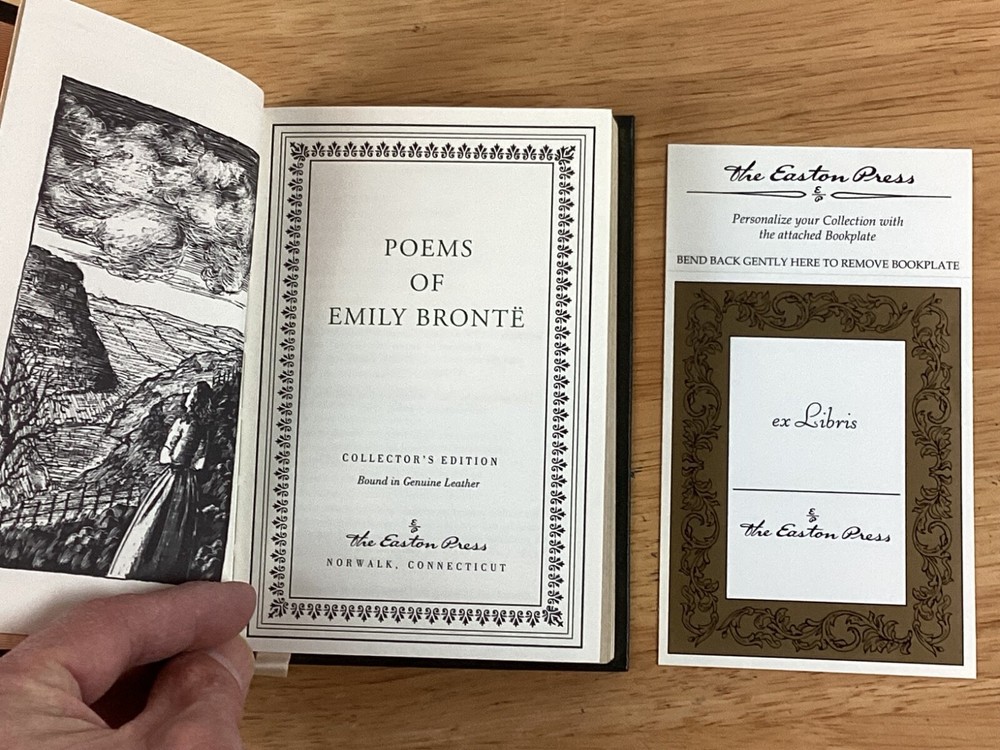 POEMS
OF
EMILY BRONTË
COLLECTOR'S EDITION
Bound in Genuine Leather
The Easton Press
NORWALK, CONNECTICUT
The Easton Press
Personalize your Collection with
the attached Bookplate
BEND BACK GENTLY HERE TO REMOVE BOOKPLATE
ex Libris
The Easton Press